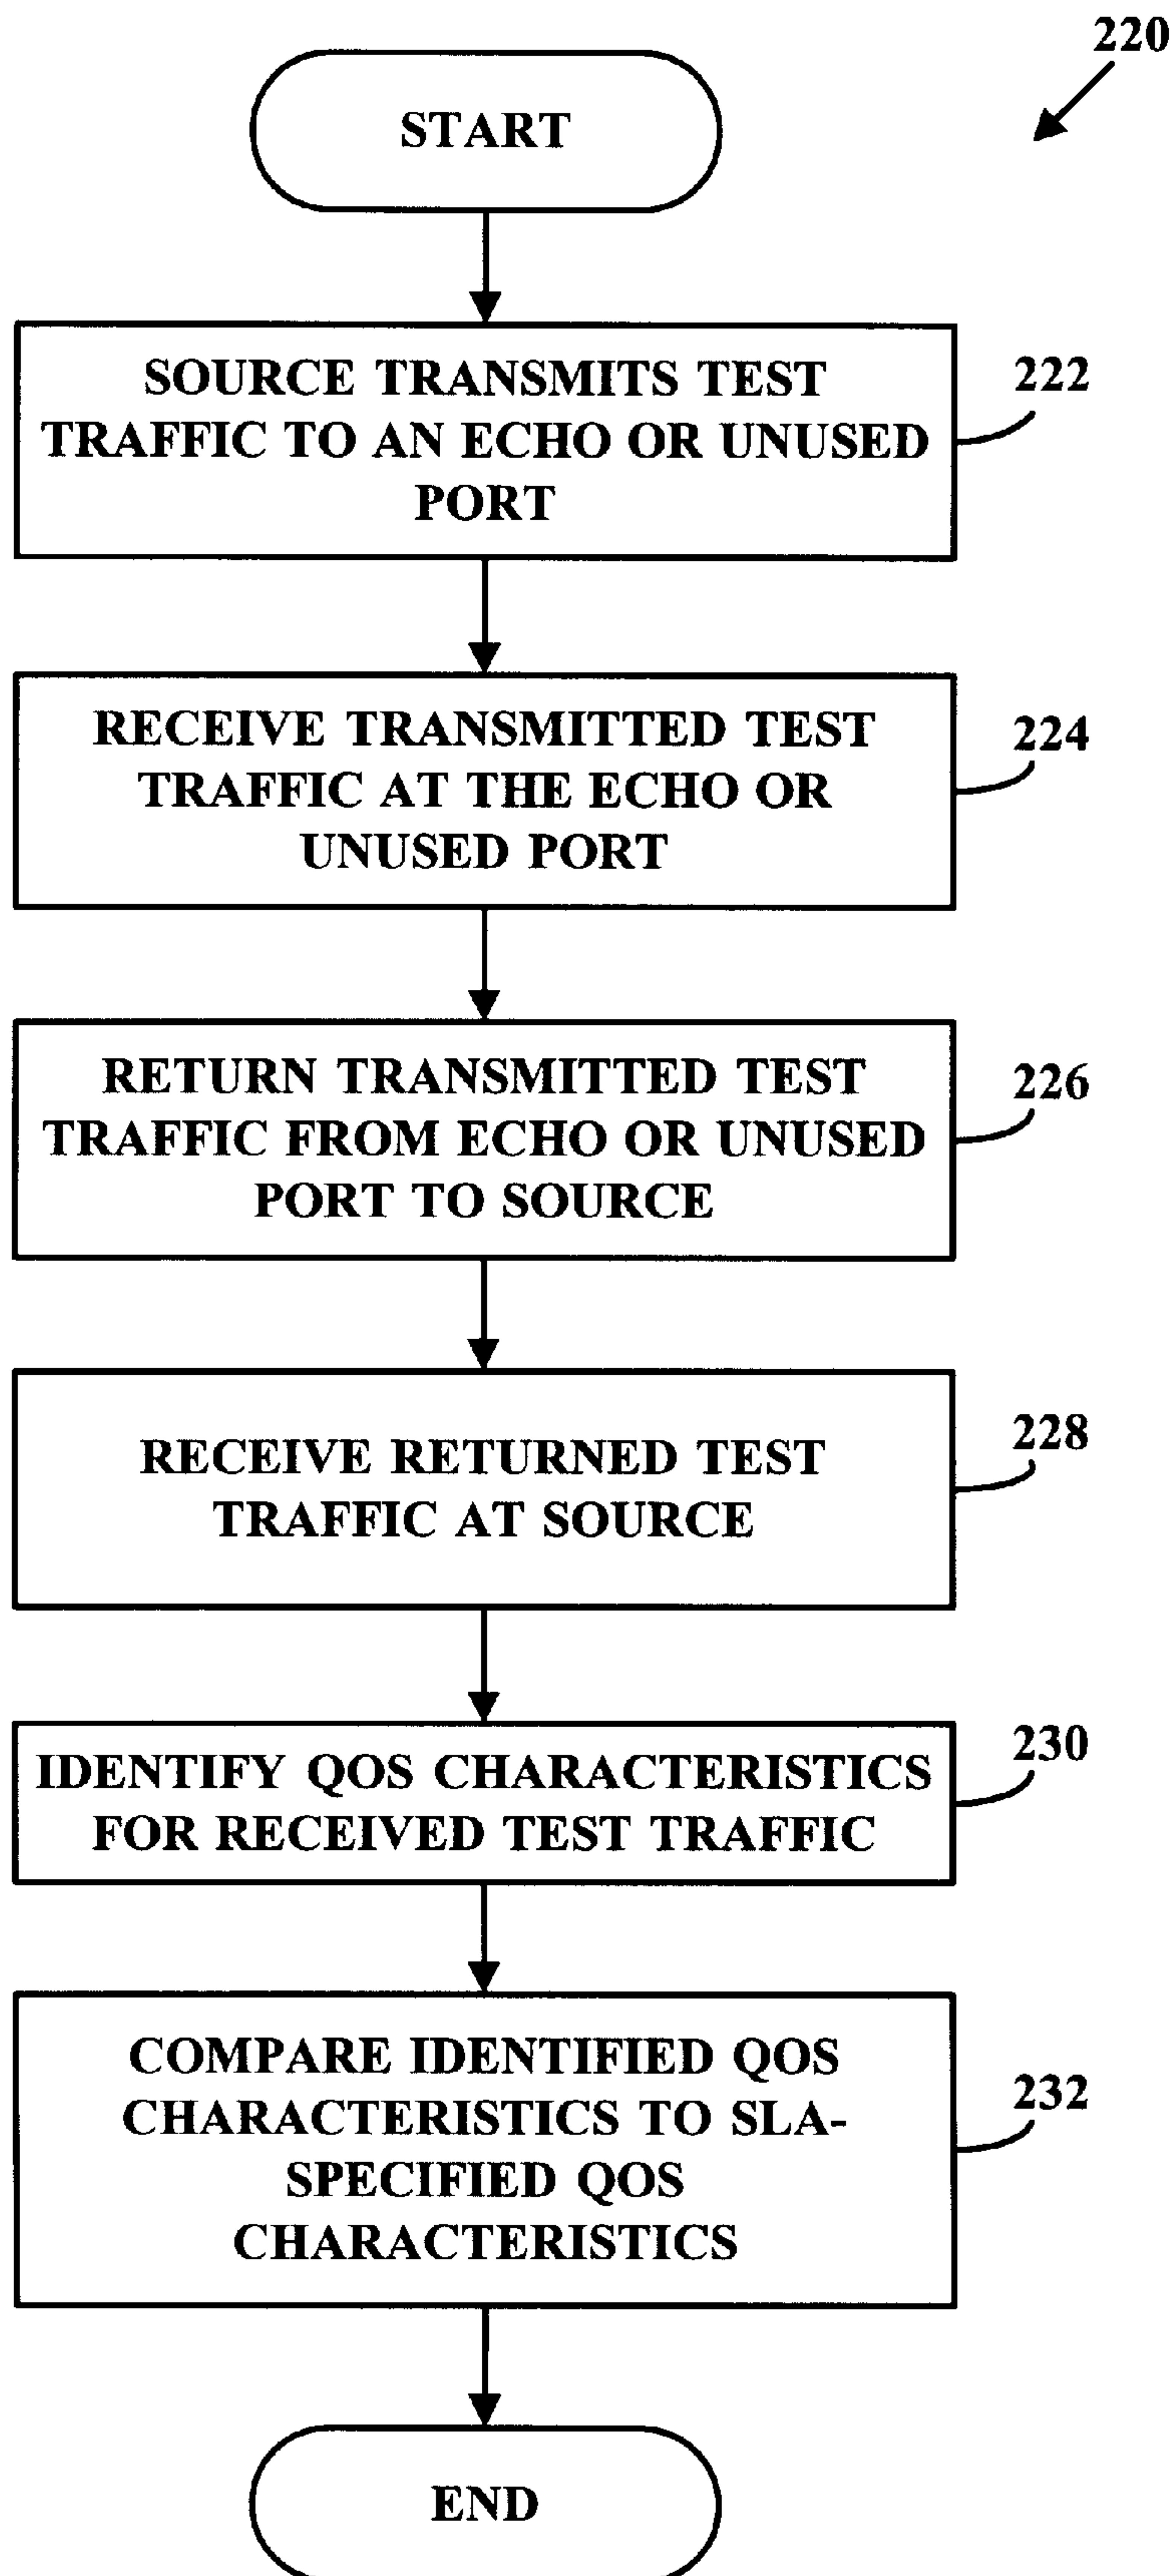 220
START
SOURCE TRANSMITS TEST
TRAFFIC TO AN ECHO OR UNUSED
PORT
222
RECEIVE TRANSMITTED TEST
TRAFFIC AT THE ECHO OR
UNUSED PORT
224
RETURN TRANSMITTED TEST
TRAFFIC FROM ECHO OR UNUSED
PORT TO SOURCE
226
RECEIVE RETURNED TEST
TRAFFIC AT SOURCE
228
IDENTIFY QOS CHARACTERISTICS
FOR RECEIVED TEST TRAFFIC
230
COMPARE IDENTIFIED QOS
CHARACTERISTICS TO SLA-
SPECIFIED QOS
CHARACTERISTICS
232
END